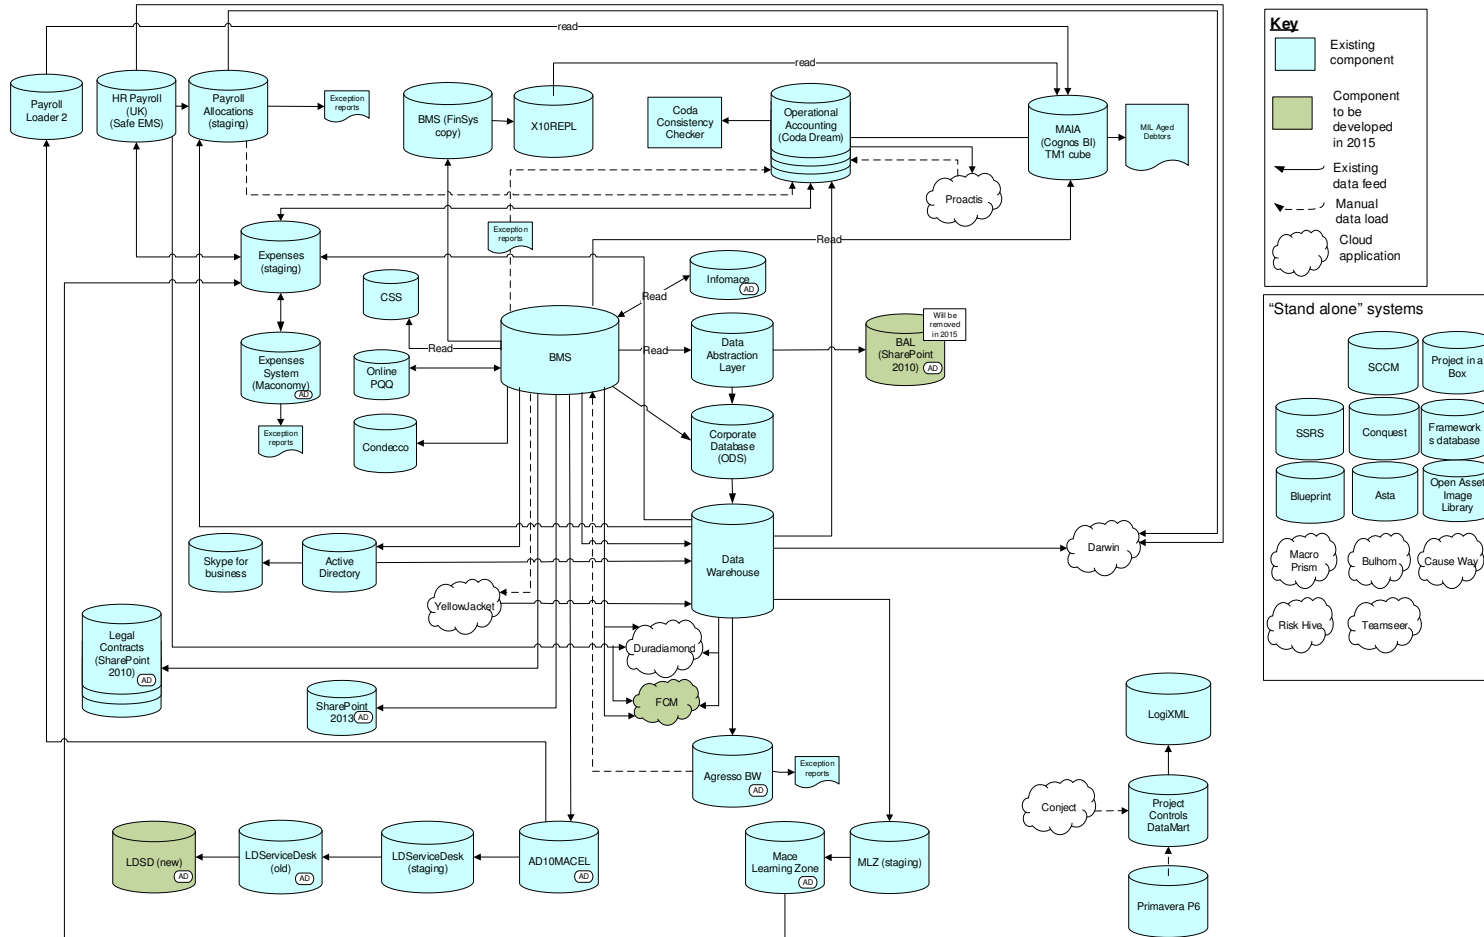 read
read
Payroll
Loader 2
HR Payroll
(UK)
(Safe EMS)
Payroll
Allocations
(staging)
Exception
reports
BMS (FinSys
copy)
X10REPL
Coda
Consistency
Checker
Operational
Accounting
(Coda Dream)
MAIA
(Cognos BI)
TM1 cube
MIL Aged
Debtors
Proactis
Expenses
(staging)
Exception
reports
Read
CSS
Infomace
AD
Read
BMS
Read
Read
Data
Abstraction
Layer
Will be
removed
in 2015
BAL
(SharePoint
2010)
AD
Expenses
System
(Maconomy)
AD
Online
PQQ
Exception
reports
Condecco
Corporate
Database
(ODS)
Skype for
business
Active
Directory
Data
Warehouse
Darwin
YellowJacket
Legal
Contracts
(SharePoint
2010)
AD
Duradiamond
SharePoint
2013
AD
FCM
Agresso BW
AD
Exception
reports
LDSD (new)
AD
LDServiceDesk
(old)
AD
LDServiceDesk
(staging)
AD10MACEL
AD
Mace
Learning Zone
AD
MLZ (staging)
LogiXML
Conject
Project
Controls
DataMart
Primavera P6
Key
Existing
component
Component
to be
developed
in 2015
Existing
data feed
Manual
data load
Cloud
application
“Stand alone” systems
SCCM
Project in a
Box
SSRS
Conquest
Framework
s database
Blueprint
Asta
Open Asset
Image
Library
Macro
Prism
Bulhorn
Cause Way
Risk Hive
Teamseer